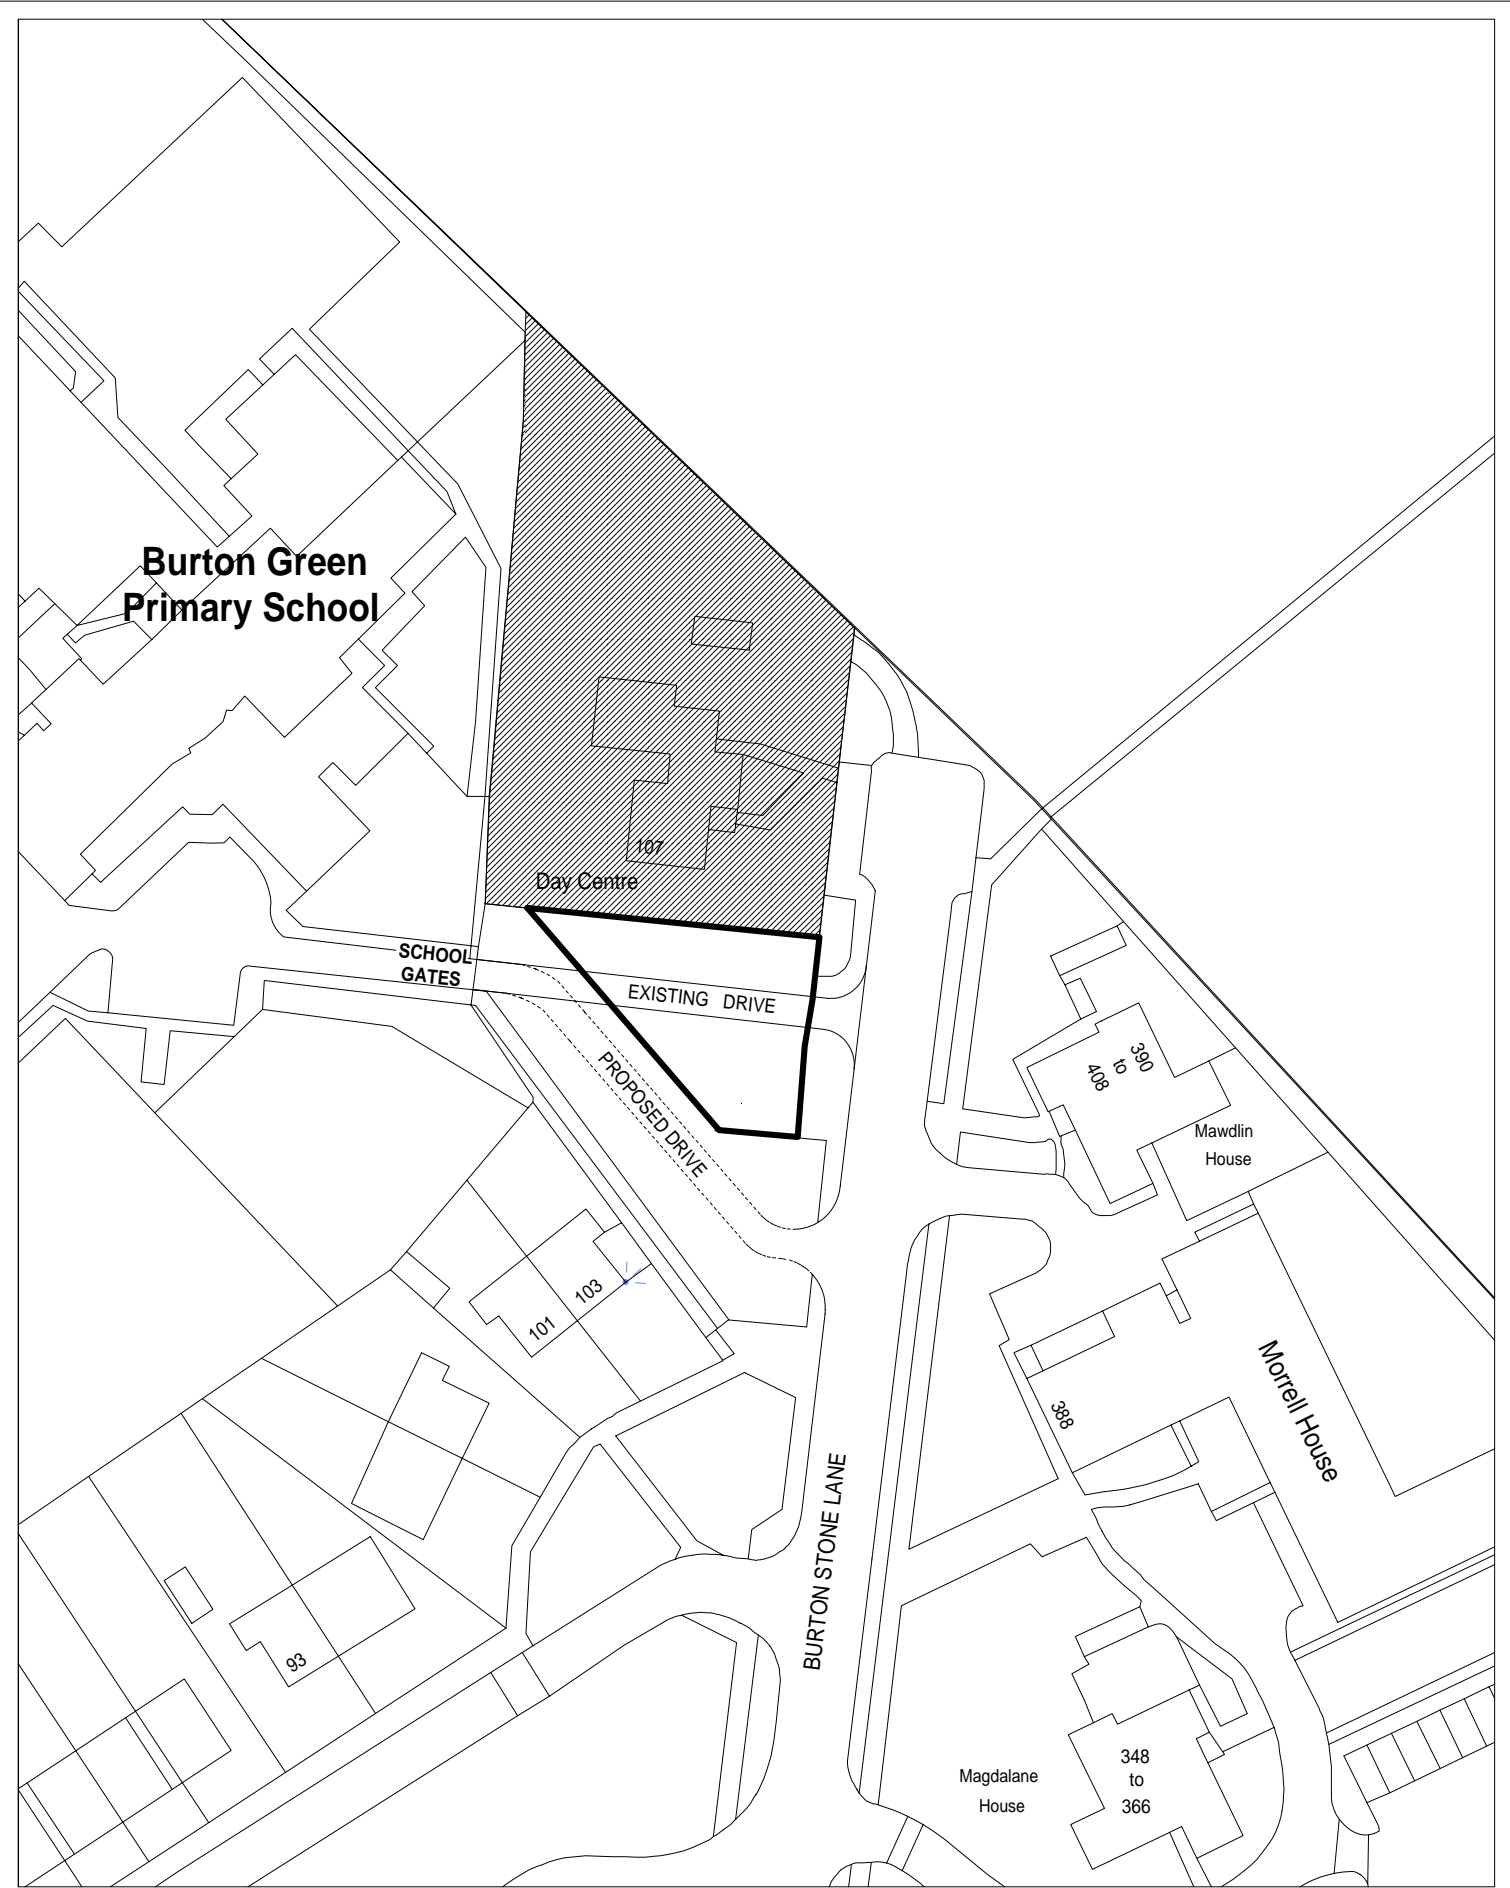 Burton Green
Primary School
107
Day Centre
SCHOOL
GATES
EXISTING DRIVE
PROPOSED DRIVE
390
to
408
Mawdlin
House
103
101
Morrell House
388
BURTON STONE LANE
93
348
to
366
Magdalane
House